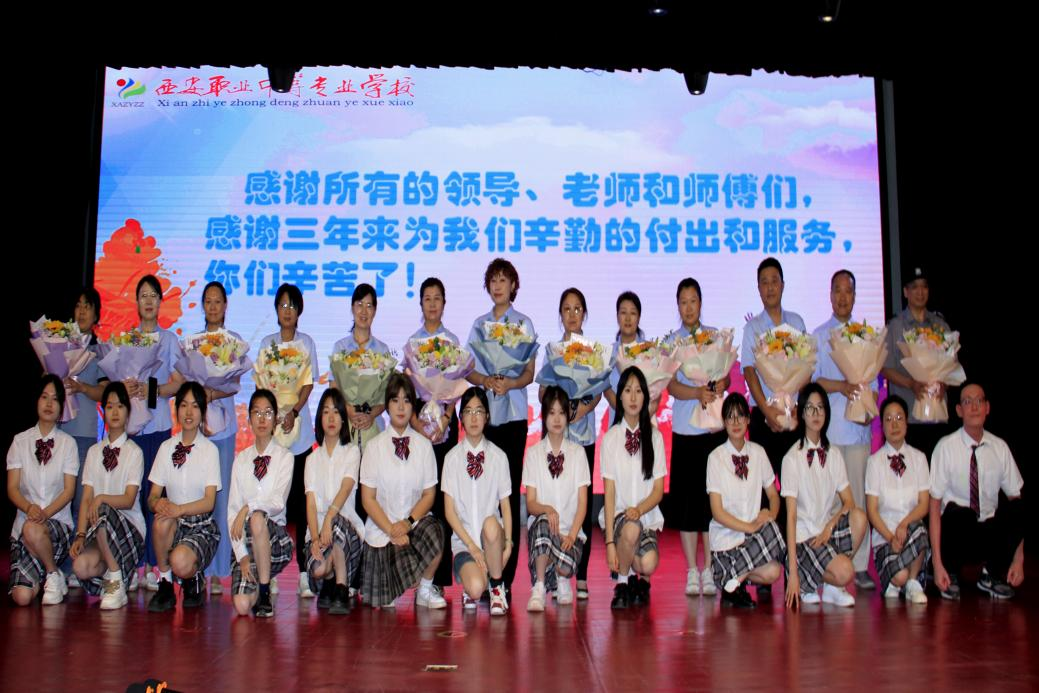 西安职业中等专业学校
XAZYZZ
Xi an zhi ye zhong deng zhuan ye xue xiao
感谢所有的领导、老师和师傅们，
感谢三年来为我们辛勤的付出和服务，
你们辛苦了！